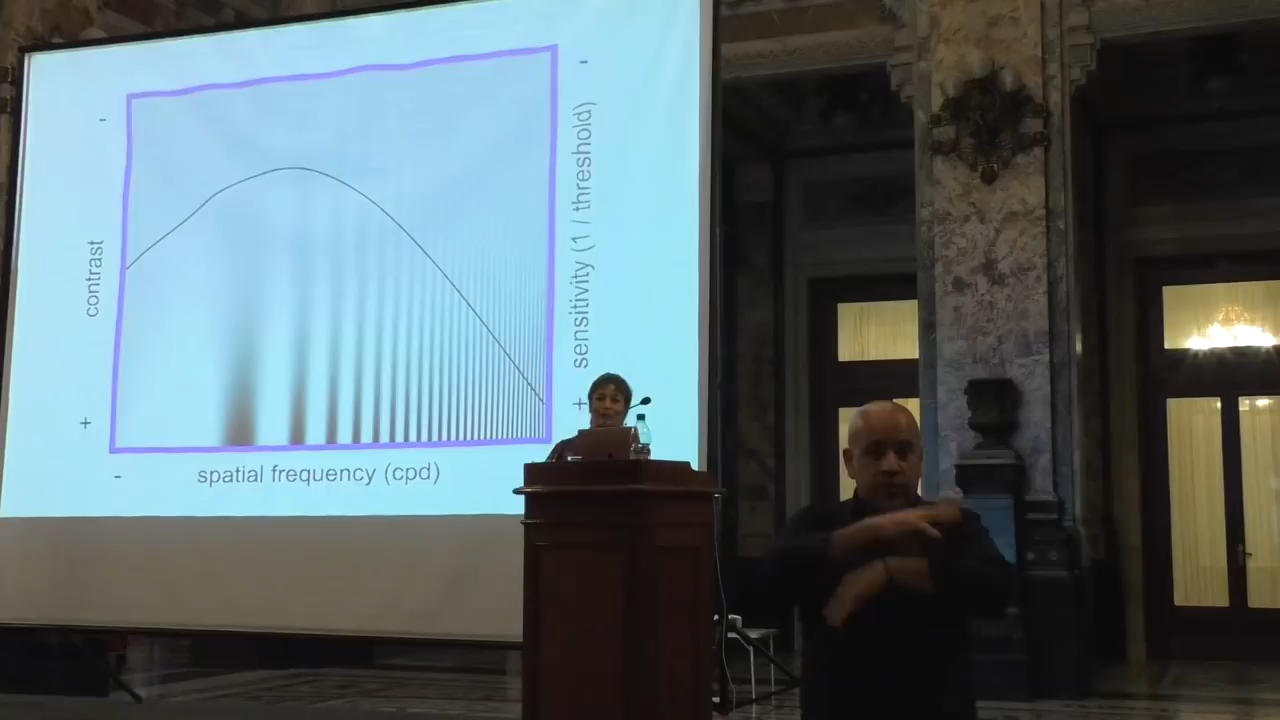 -
contrast
+
-
spatial frequency (cpd)
-
sensitivity (1 / threshold)
+